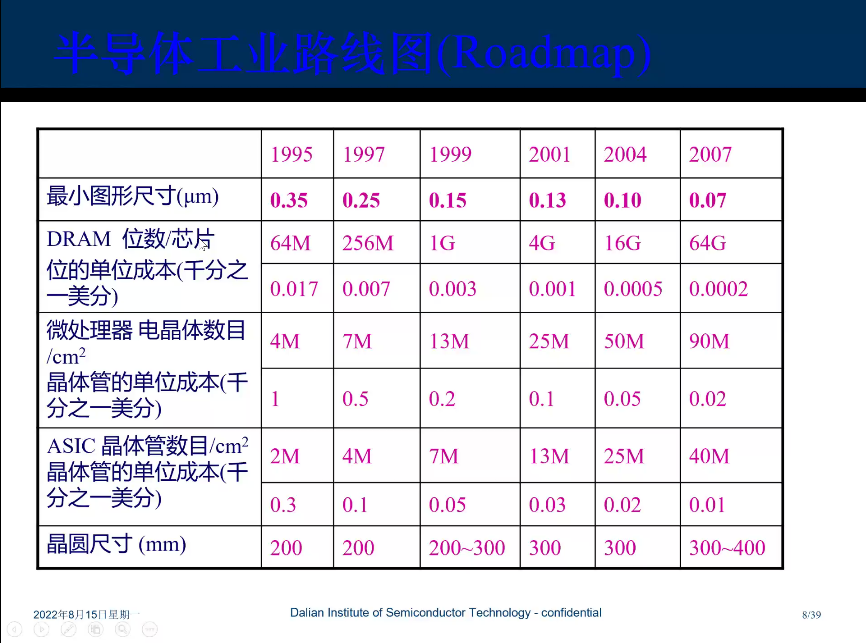 半导体工业路线图(Roadmap)
1995 1997 1999 2001 2004 2007
最小图形尺寸(μm) 0.35 0.25 0.15 0.13 0.10 0.07
DRAM 位数/芯片 64M 256M 1G 4G 16G 64G
位的单位成本(千分之
一美分) 0.017 0.007 0.003 0.001 0.0005 0.0002
微处理器 电晶体数目
/cm² 4M 7M 13M 25M 50M 90M
晶体管的单位成本(千
分之一美分) 1 0.5 0.2 0.1 0.05 0.02
ASIC 晶体管数目/cm² 2M 4M 7M 13M 25M 40M
晶体管的单位成本(千
分之一美分) 0.3 0.1 0.05 0.03 0.02 0.01
晶圆尺寸 (mm) 200 200 200~300 300 300 300~400
2022年8月15日星期一 Dalian Institute of Semiconductor Technology - confidential 8/39